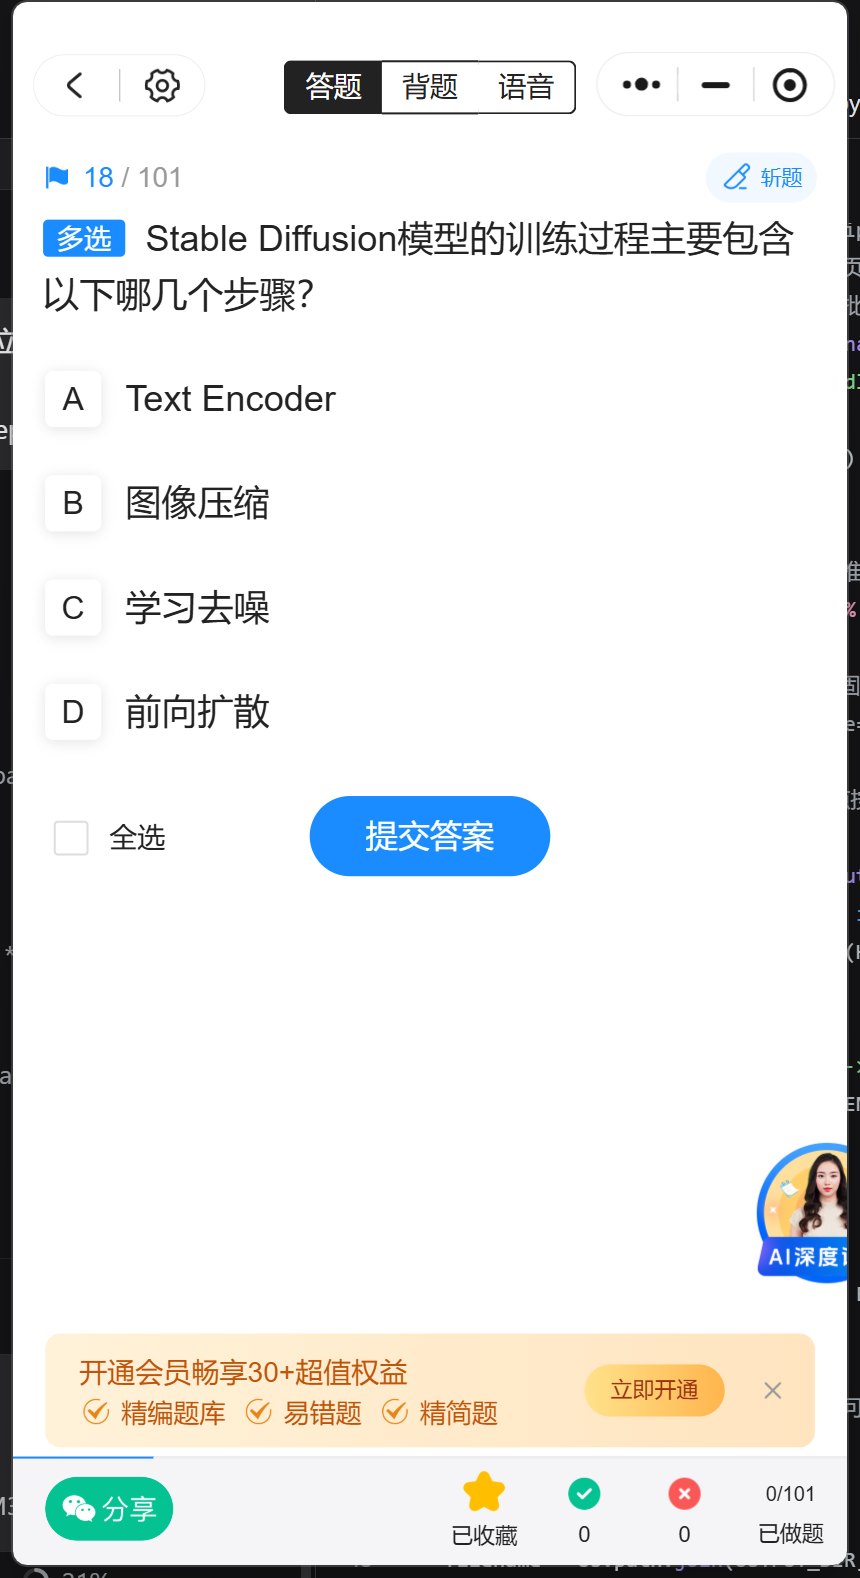 答题 背题 语音
18 / 101
斩题
多选 Stable Diffusion模型的训练过程主要包含
以下哪几个步骤?
A Text Encoder
B 图像压缩
C 学习去噪
D 前向扩散
全选
提交答案
AI深度
开通会员畅享30+超值权益
精编题库 易错题 精简题
立即开通
分享
已收藏
0
0
0/101
已做题